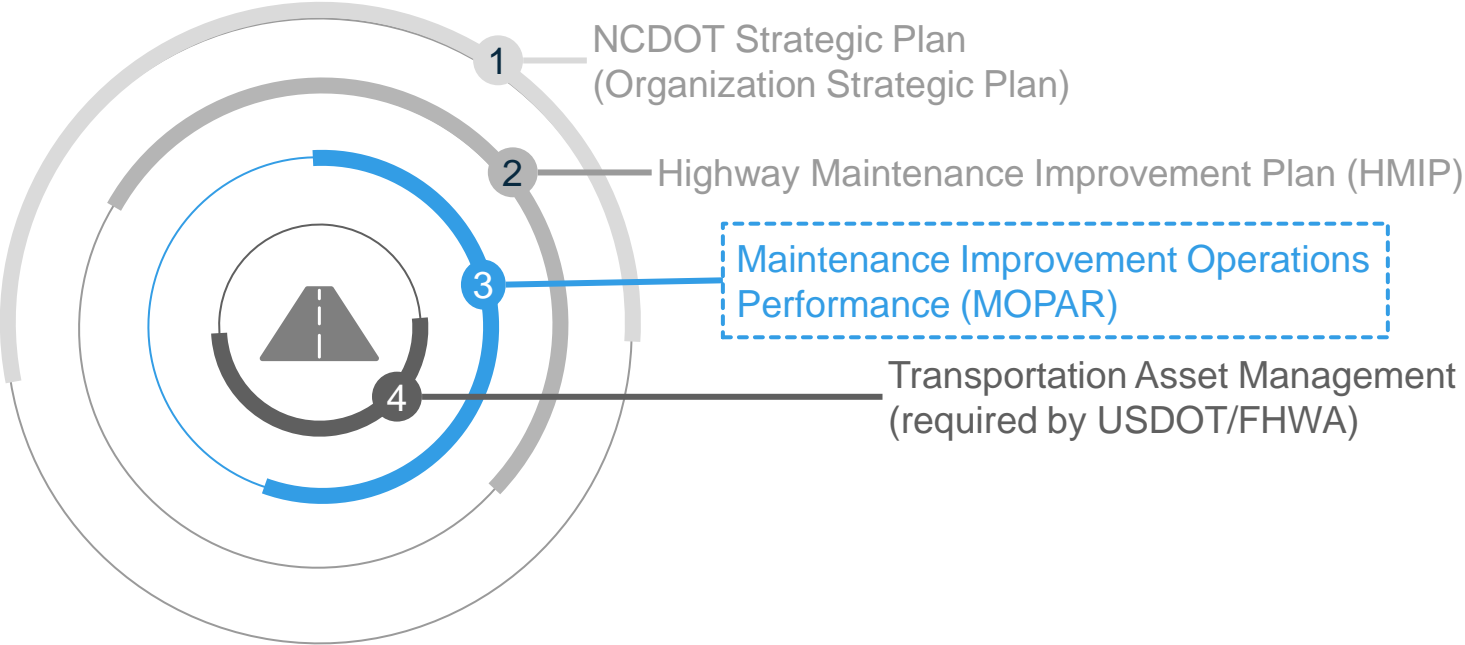 1
NCDOT Strategic Plan
(Organization Strategic Plan)
2
Highway Maintenance Improvement Plan (HMIP)
3
Maintenance Improvement Operations
Performance (MOPAR)
4
Transportation Asset Management
(required by USDOT/FHWA)